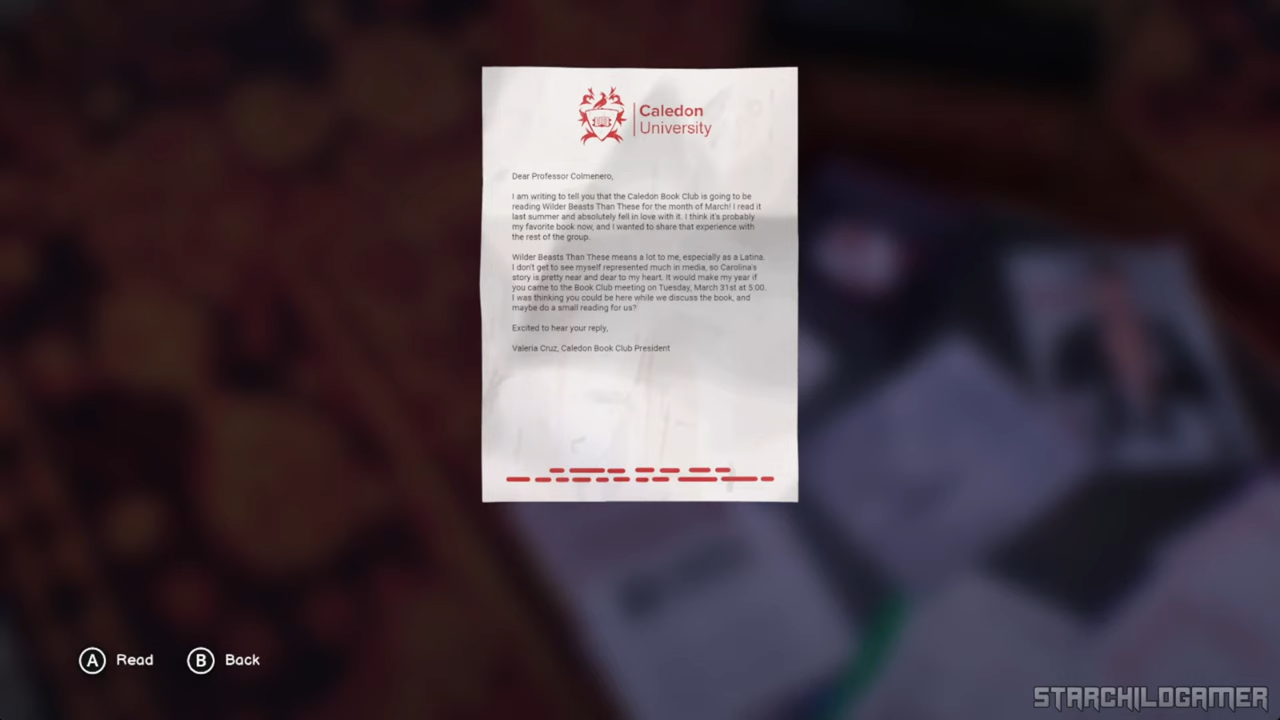 Caledon
University
Dear Professor Colmenero,
I am writing to tell you that the Caledon Book Club is going to be
reading Wilder Beasts Than These for the month of March! I read it
last summer and absolutely fell in love with it. I think it's probably
my favorite book now, and I wanted to share that experience with
the rest of the group.
Wilder Beasts Than These means a lot to me, especially as a Latina.
I don't get to see myself represented much in media, so Carolina's
story is pretty near and dear to my heart. It would make my year if
you came to the Book Club meeting on Tuesday, March 31st at 5:00.
I was thinking you could be here while we discuss the book, and
maybe do a small reading for us?
Excited to hear your reply,
Valeria Cruz, Caledon Book Club President
A Read B Back
STARCHILDGAMER